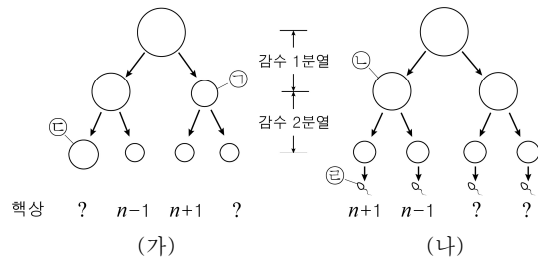 감수 1분열
감수 2분열
㉠
㉡
㉢
㉣
핵상 ? n-1 n+1 ? n+1 n-1 ? ?
(가) (나)